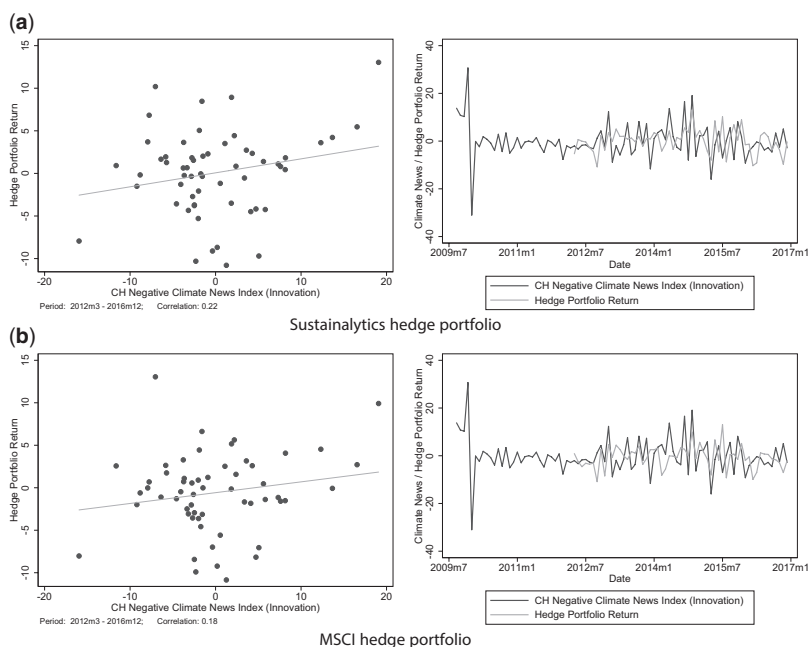 (a)
Hedge Portfolio Return
15
10
5
0
-5
-10
-20
-10
0
10
20
CH Negative Climate News Index (Innovation)
Period: 2012m3 - 2016m12; Correlation: 0.22
Climate News / Hedge Portfolio Return
40
20
0
-20
-40
2009m7
2011m1
2012m7
2014m1
2015m7
2017m1
Date
CH Negative Climate News Index (Innovation)
Hedge Portfolio Return
Sustainalytics hedge portfolio
(b)
Hedge Portfolio Return
15
10
5
0
-5
-10
-20
-10
0
10
20
CH Negative Climate News Index (Innovation)
Period: 2012m3 - 2016m12; Correlation: 0.18
Climate News / Hedge Portfolio Return
40
20
0
-20
-40
2009m7
2011m1
2012m7
2014m1
2015m7
2017m1
Date
CH Negative Climate News Index (Innovation)
Hedge Portfolio Return
MSCI hedge portfolio